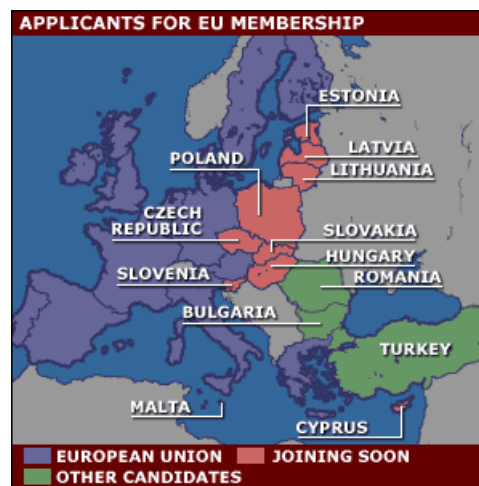 APPLICANTS FOR EU MEMBERSHIP
ESTONIA
LATVIA
POLAND
LITHUANIA
CZECH
REPUBLIC
SLOVAKIA
HUNGARY
SLOVENIA
ROMANIA
BULGARIA
TURKEY
MALTA
CYPRUS
EUROPEAN UNION
JOINING SOON
OTHER CANDIDATES